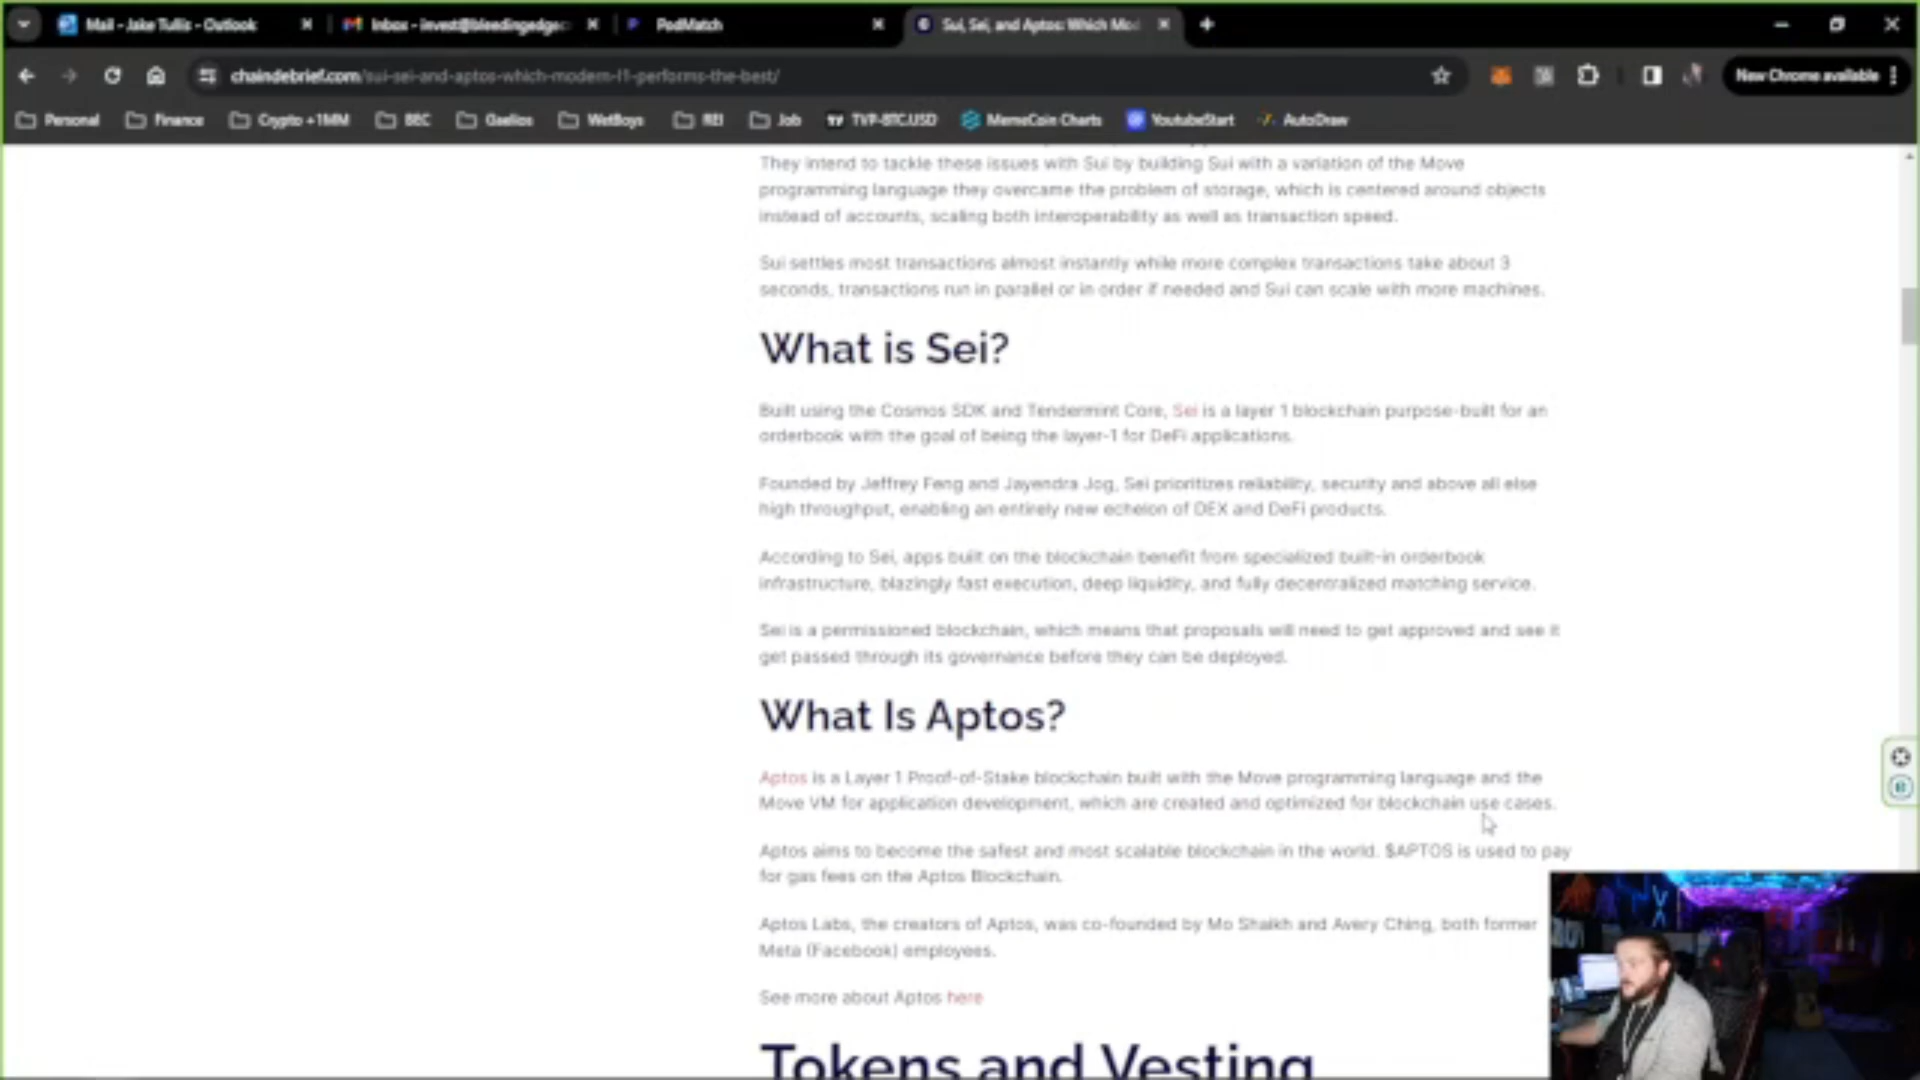 Mail - Jake Tullis - Outlook
Inbox - invest@bleedingedge
PodMatch
Sui, Sei, and Aptos: Which Mod
chaindebrief.com/sui-sei-and-aptos-which-modern-l1-performs-the-best/
New Chrome available
Personal
Finance
Crypto +1MM
BEC
Gaelios
WetBoys
REI
Job
TVP-BTC.USD
MemeCoin Charts
YoutubeStart
AutoDraw
They intend to tackle these issues with Sui by building Sui with a variation of the Move
programming language they overcame the problem of storage, which is centered around objects
instead of accounts, scaling both interoperability as well as transaction speed.
Sui settles most transactions almost instantly while more complex transactions take about 3
seconds, transactions run in parallel or in order if needed and Sui can scale with more machines.
What is Sei?
Built using the Cosmos SDK and Tendermint Core, Sei is a layer 1 blockchain purpose-built for an
orderbook with the goal of being the layer-1 for DeFi applications.
Founded by Jeffrey Feng and Jayendra Jog, Sei prioritizes reliability, security and above all else
high throughput, enabling an entirely new echelon of DEX and DeFi products.
According to Sei, apps built on the blockchain benefit from specialized built-in orderbook
infrastructure, blazingly fast execution, deep liquidity, and fully decentralized matching service.
Sei is a permissioned blockchain, which means that proposals will need to get approved and see it
get passed through its governance before they can be deployed.
What Is Aptos?
Aptos is a Layer 1 Proof-of-Stake blockchain built with the Move programming language and the
Move VM for application development, which are created and optimized for blockchain use cases.
Aptos aims to become the safest and most scalable blockchain in the world. $APTOS is used to pay
for gas fees on the Aptos Blockchain.
Aptos Labs, the creators of Aptos, was co-founded by Mo Shaikh and Avery Ching, both former
Meta (Facebook) employees.
See more about Aptos here
Tokens and Vesting